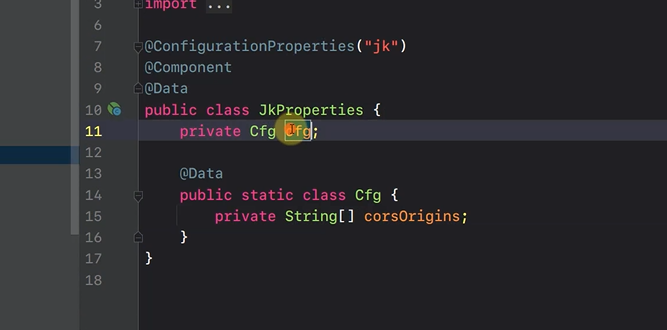 3 import ...
6
7 @ConfigurationProperties("jk")
8 @Component
9 @Data
10 public class JkProperties {
11 private Cfg cfg;
12
13 @Data
14 public static class Cfg {
15 private String[] corsOrigins;
16 }
17 }
18